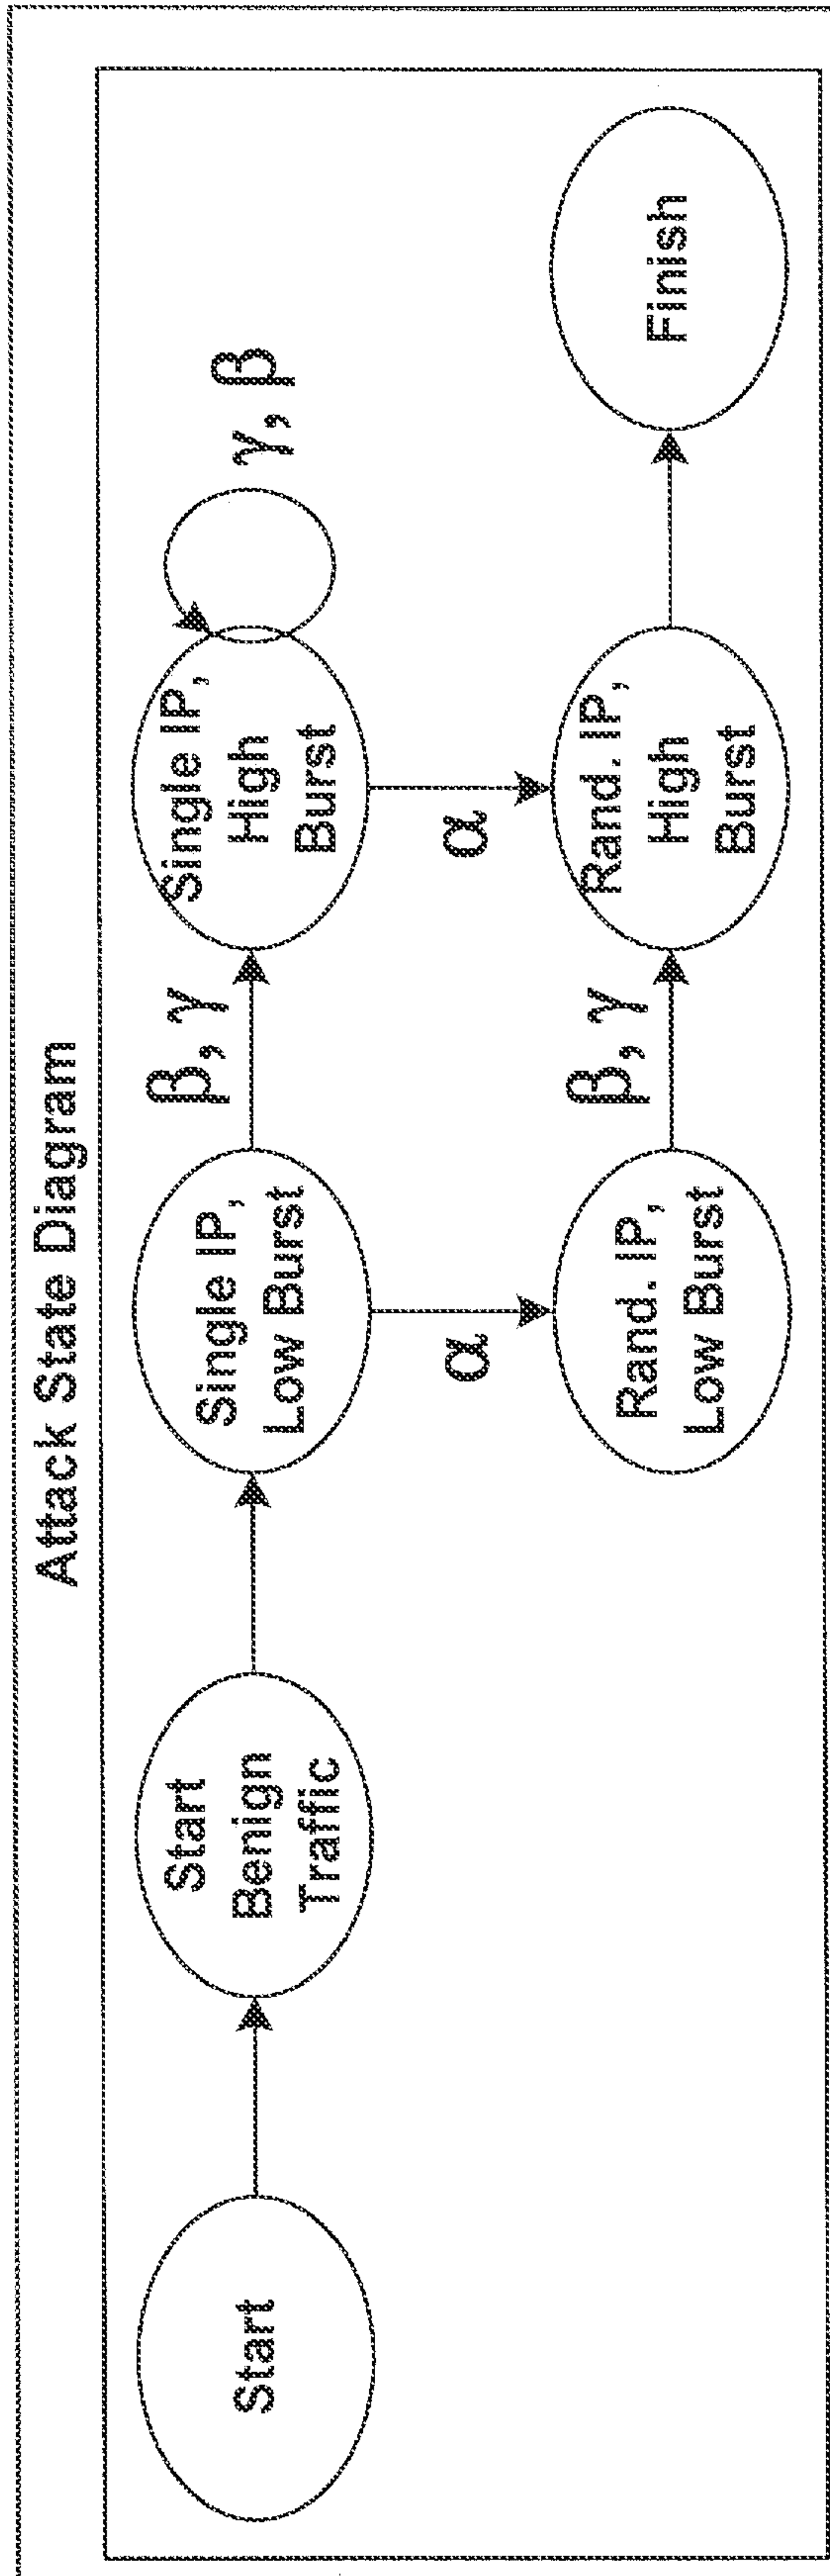 Attack State Diagram
Start
Start
Benign
Traffic
Single IP,
Low Burst
β, γ
Single IP,
High
Burst
γ, β
α
α
Rand. IP,
Low Burst
β, γ
Rand. IP,
High
Burst
Finish